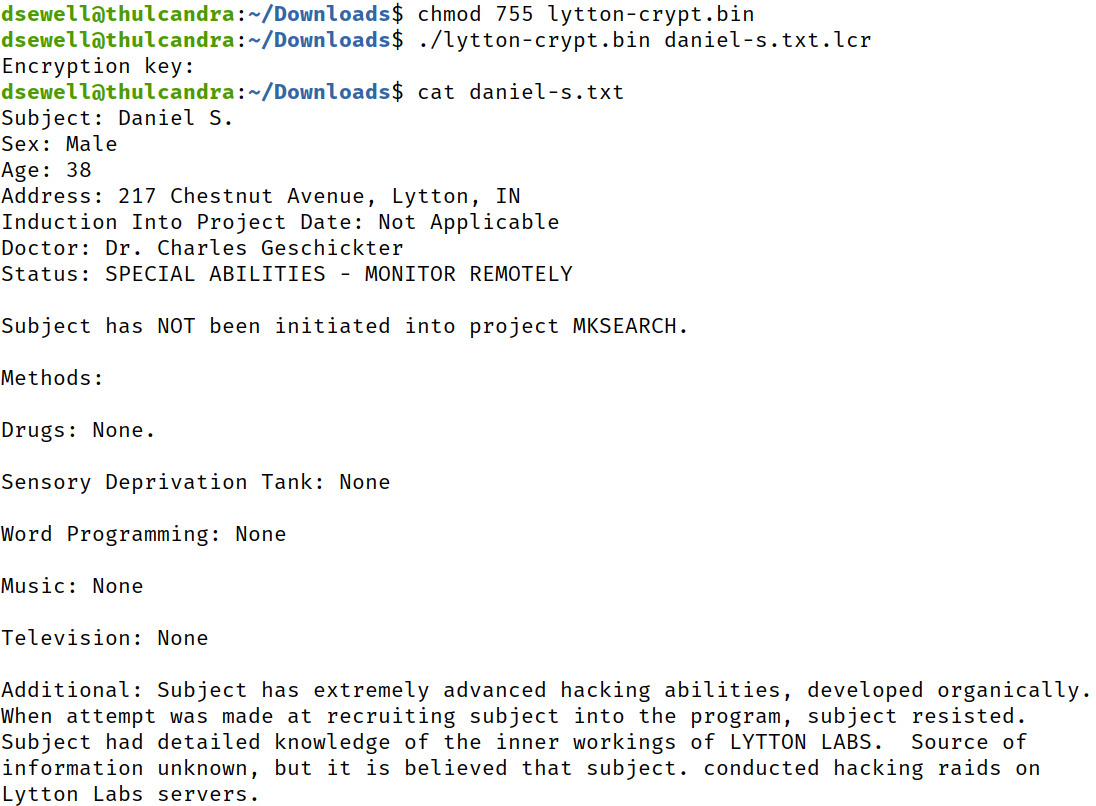 dsewell@thulcandra:~/Downloads$ chmod 755 lytton-crypt.bin
dsewell@thulcandra:~/Downloads$ ./lytton-crypt.bin daniel-s.txt.lcr
Encryption key:
dsewell@thulcandra:~/Downloads$ cat daniel-s.txt
Subject: Daniel S.
Sex: Male
Age: 38
Address: 217 Chestnut Avenue, Lytton, IN
Induction Into Project Date: Not Applicable
Doctor: Dr. Charles Geschickter
Status: SPECIAL ABILITIES - MONITOR REMOTELY
Subject has NOT been initiated into project MKSEARCH.
Methods:
Drugs: None.
Sensory Deprivation Tank: None
Word Programming: None
Music: None
Television: None
Additional: Subject has extremely advanced hacking abilities, developed organically.
When attempt was made at recruiting subject into the program, subject resisted.
Subject had detailed knowledge of the inner workings of LYTTON LABS.  Source of
information unknown, but it is believed that subject. conducted hacking raids on
Lytton Labs servers.